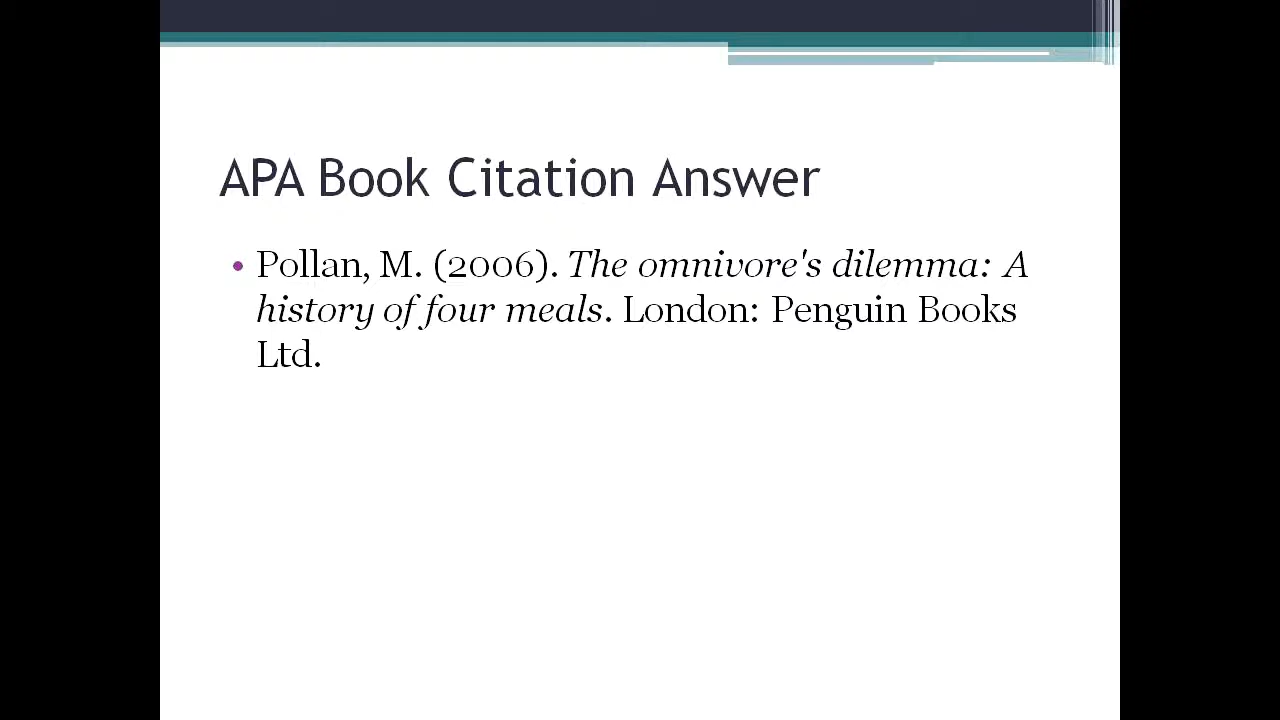 APA Book Citation Answer
• Pollan, M. (2006). The omnivore's dilemma: A
history of four meals. London: Penguin Books
Ltd.